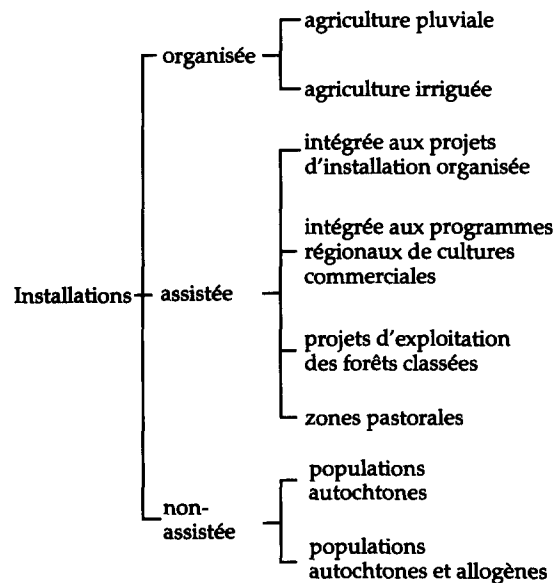 agriculture pluviale
organisée
agriculture irriguée
intégrée aux projets
d'installation organisée
intégrée aux programmes
régionaux de cultures
commerciales
Installations
assistée
projets d'exploitation
des forêts classées
zones pastorales
populations
autochtones
non-
assistée
populations
autochtones et allogènes